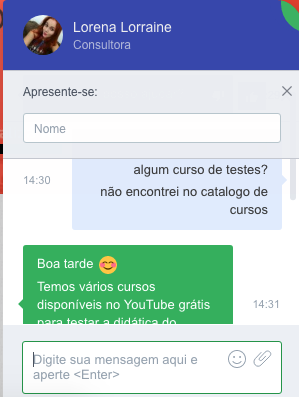 Lorena Lorraine
Consultora
Apresente-se:
Nome
algum curso de testes?
14:30
não encontrei no catalogo de
cursos
Boa tarde
Temos vários cursos
disponíveis no YouTube grátis
14:31
para testar a didática do
Digite sua mensagem aqui e
aperte <Enter>